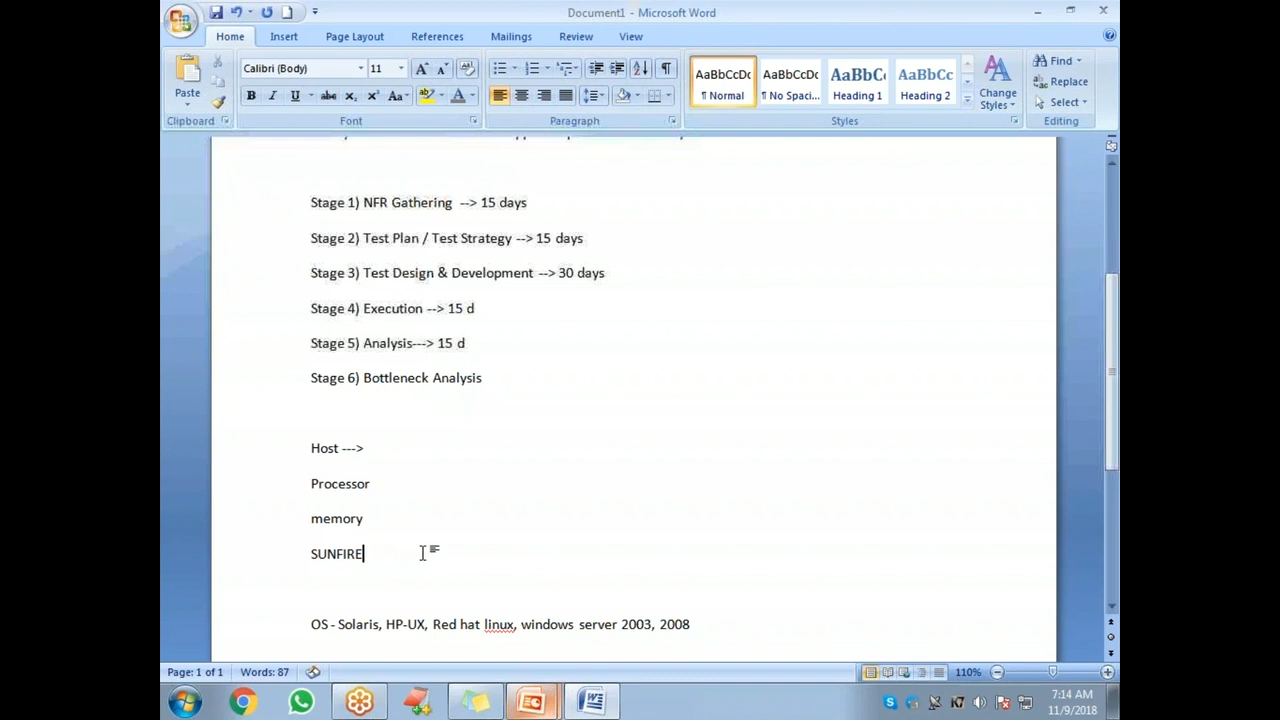 Document1 - Microsoft Word
Home Insert Page Layout References Mailings Review View
Calibri (Body) 11
AaBbCcDc AaBbCcDc AaBbC AaBbCc
¶ Normal ¶ No Spaci... Heading 1 Heading 2
Paste
Change
Styles
Find
Replace
Select
Clipboard Font Paragraph Styles Editing
Stage 1) NFR Gathering --> 15 days
Stage 2) Test Plan / Test Strategy --> 15 days
Stage 3) Test Design & Development --> 30 days
Stage 4) Execution --> 15 d
Stage 5) Analysis---> 15 d
Stage 6) Bottleneck Analysis
Host --->
Processor
memory
SUNFIRE
OS - Solaris, HP-UX, Red hat linux, windows server 2003, 2008
Page: 1 of 1 Words: 87 110%
7:14 AM
11/9/2018